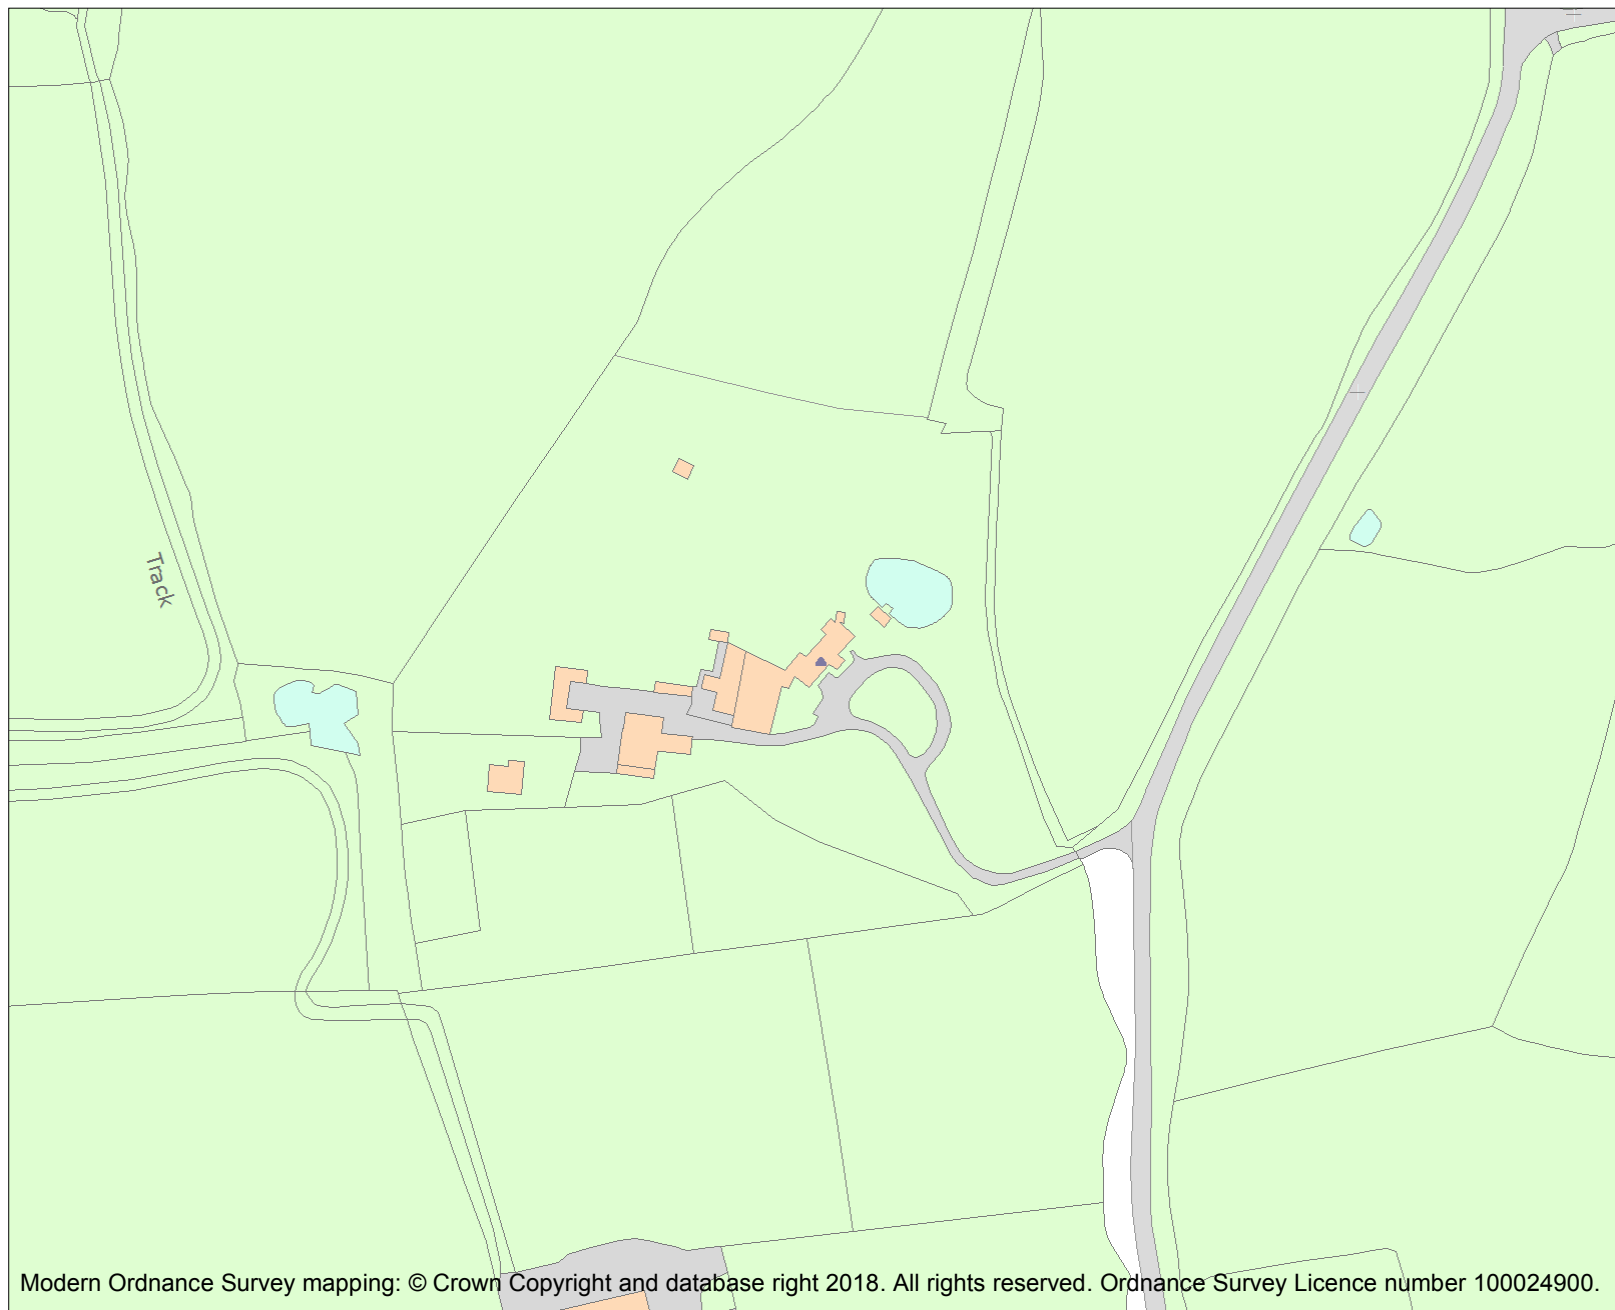 Track
Modern Ordnance Survey mapping: © Crown Copyright and database right 2018. All rights reserved. Ordnance Survey Licence number 100024900.